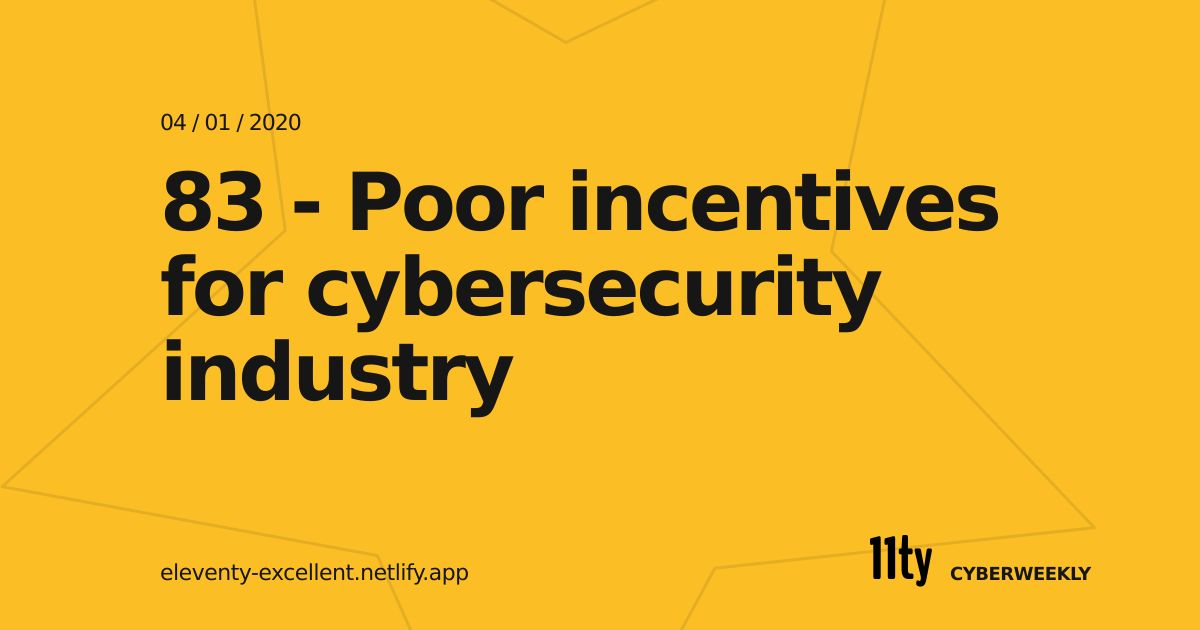 04 / 01 / 2020
83 - Poor incentives
for cybersecurity
industry
eleventy-excellent.netlify.app
11ty CYBERWEEKLY